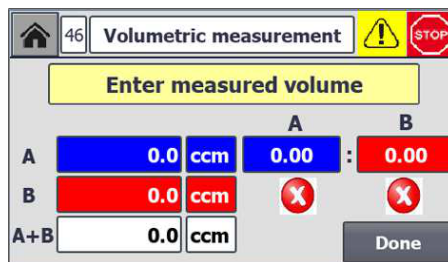 46 Volumetric measurement STOP
Enter measured volume
A B
A 0.0 ccm 0.00 : 0.00
B 0.0 ccm X X
A+B 0.0 ccm Done